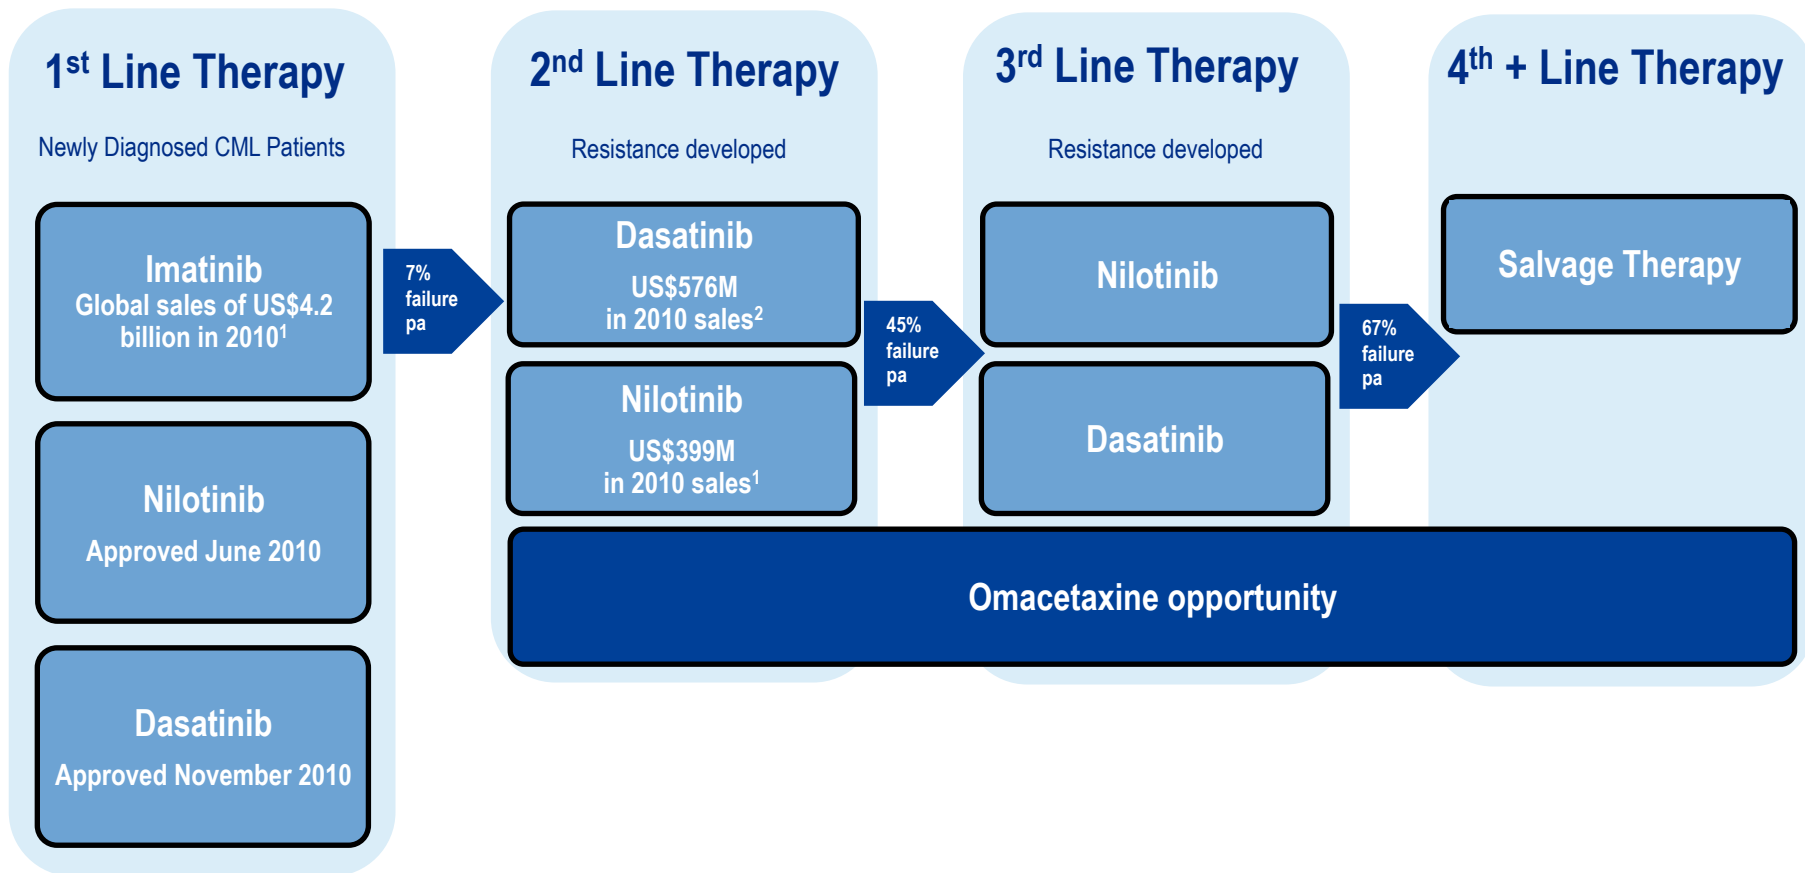 1st Line Therapy
Newly Diagnosed CML Patients
Imatinib
Global sales of US$4.2
billion in 2010¹
Nilotinib
Approved June 2010
Dasatinib
Approved November 2010
7%
failure
pa
2nd Line Therapy
Resistance developed
Dasatinib
US$576M
in 2010 sales²
Nilotinib
US$399M
in 2010 sales¹
45%
failure
pa
3rd Line Therapy
Resistance developed
Nilotinib
Dasatinib
67%
failure
pa
4th + Line Therapy
Salvage Therapy
Omacetaxine opportunity